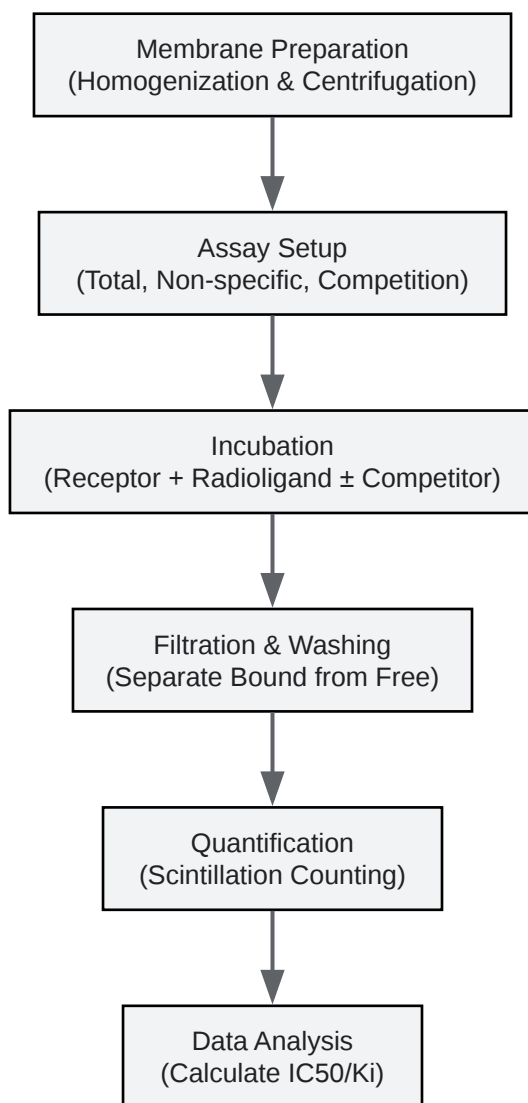 Membrane Preparation
(Homogenization & Centrifugation)
Assay Setup
(Total, Non-specific, Competition)
Incubation
(Receptor + Radioligand ± Competitor)
Filtration & Washing
(Separate Bound from Free)
Quantification
(Scintillation Counting)
Data Analysis
(Calculate IC50/Ki)